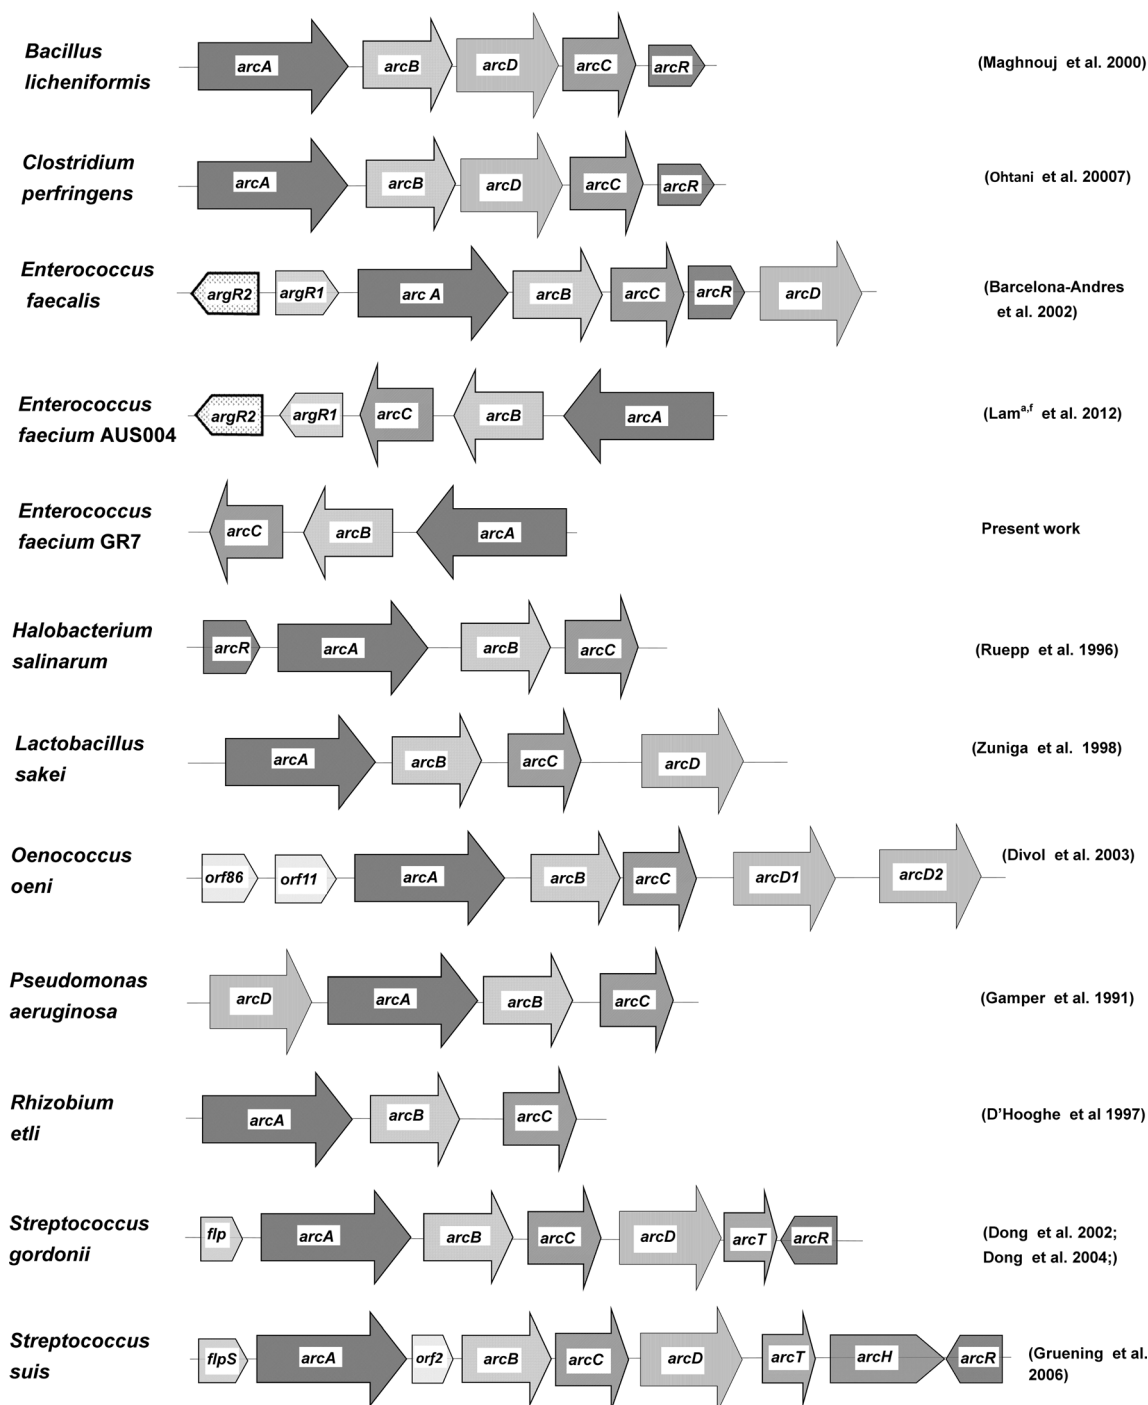 Bacillus
licheniformis
arcA arcB arcD arcC arcR
(Maghnouj et al. 2000)
Clostridium
perfringens
arcA arcB arcD arcC arcR
(Ohtani et al. 20007)
Enterococcus
faecalis
argR2 argR1 arc A arcB arcC arcR arcD
(Barcelona-Andres
et al. 2002)
Enterococcus
faecium AUS004
argR2 argR1 arcC arcB arcA
(Lama,f et al. 2012)
Enterococcus
faecium GR7
arcC arcB arcA
Present work
Halobacterium
salinarum
arcR arcA arcB arcC
(Ruepp et al. 1996)
Lactobacillus
sakei
arcA arcB arcC arcD
(Zuniga et al. 1998)
Oenococcus
oeni
orf86 orf11 arcA arcB arcC arcD1 arcD2
(Divol et al. 2003)
Pseudomonas
aeruginosa
arcD arcA arcB arcC
(Gamper et al. 1991)
Rhizobium
etli
arcA arcB arcC
(D'Hooghe et al 1997)
Streptococcus
gordonii
flp arcA arcB arcC arcD arcT arcR
(Dong et al. 2002;
Dong et al. 2004;)
Streptococcus
suis
flpS arcA orf2 arcB arcC arcD arcT arcH arcR
(Gruening et al.
2006)